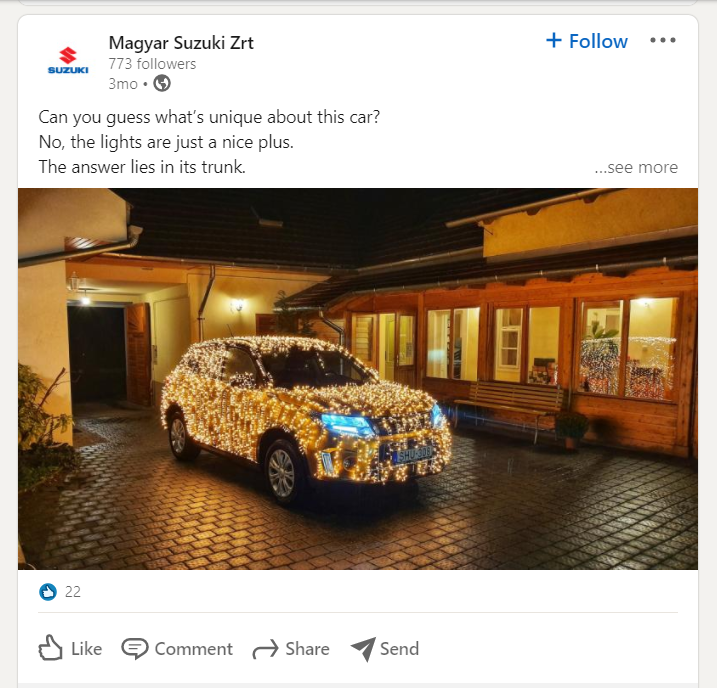 SUZUKI
Magyar Suzuki Zrt
773 followers
3mo •
+ Follow
Can you guess what’s unique about this car?
No, the lights are just a nice plus.
The answer lies in its trunk.
...see more
22
Like
Comment
Share
Send